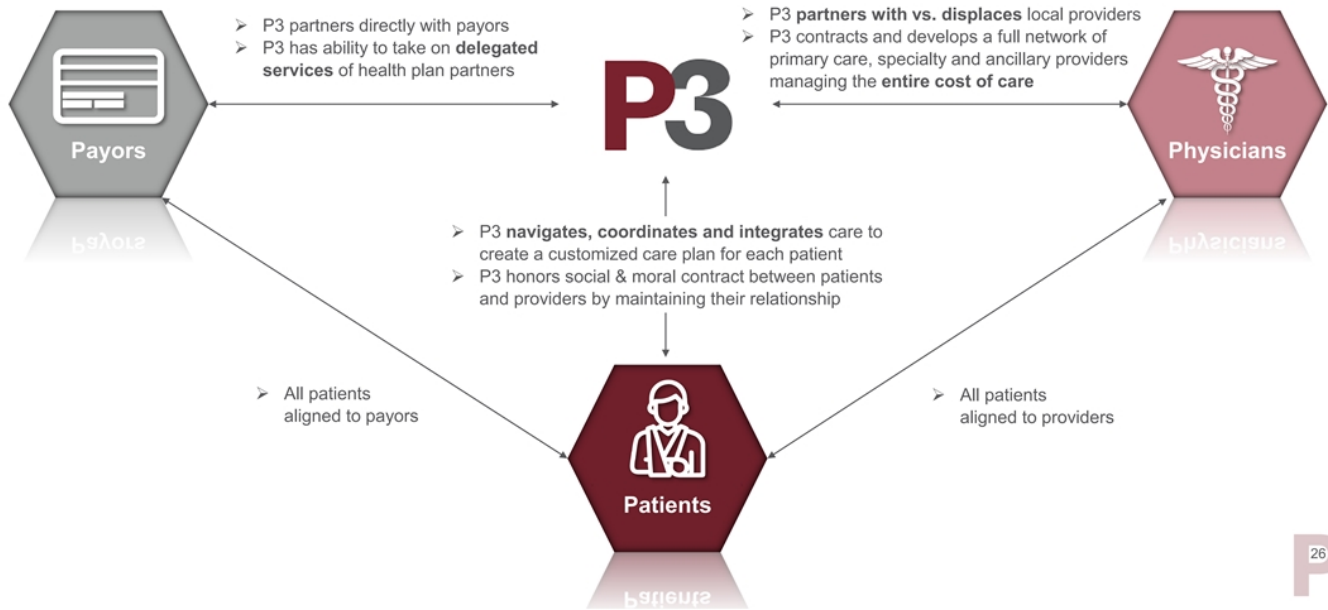 ➢ P3 partners directly with payors
➢ P3 has ability to take on delegated
services of health plan partners
P3
➢ P3 partners with vs. displaces local providers
➢ P3 contracts and develops a full network of
primary care, specialty and ancillary providers
managing the entire cost of care
Payors
Payors
Physicians
Physicians
➢ P3 navigates, coordinates and integrates care to
create a customized care plan for each patient
➢ P3 honors social & moral contract between patients
and providers by maintaining their relationship
➢ All patients
aligned to payors
➢ All patients
aligned to providers
Patients
Patients
P
26